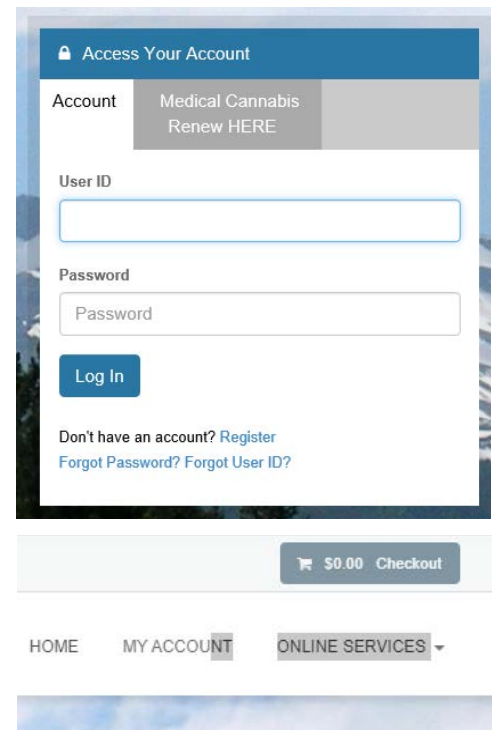 Access Your Account
Account
Medical Cannabis
Renew HERE
User ID
Password
Password
Log In
Don't have an account? Register
Forgot Password? Forgot User ID?
$0.00 Checkout
HOME MY ACCOUNT ONLINE SERVICES